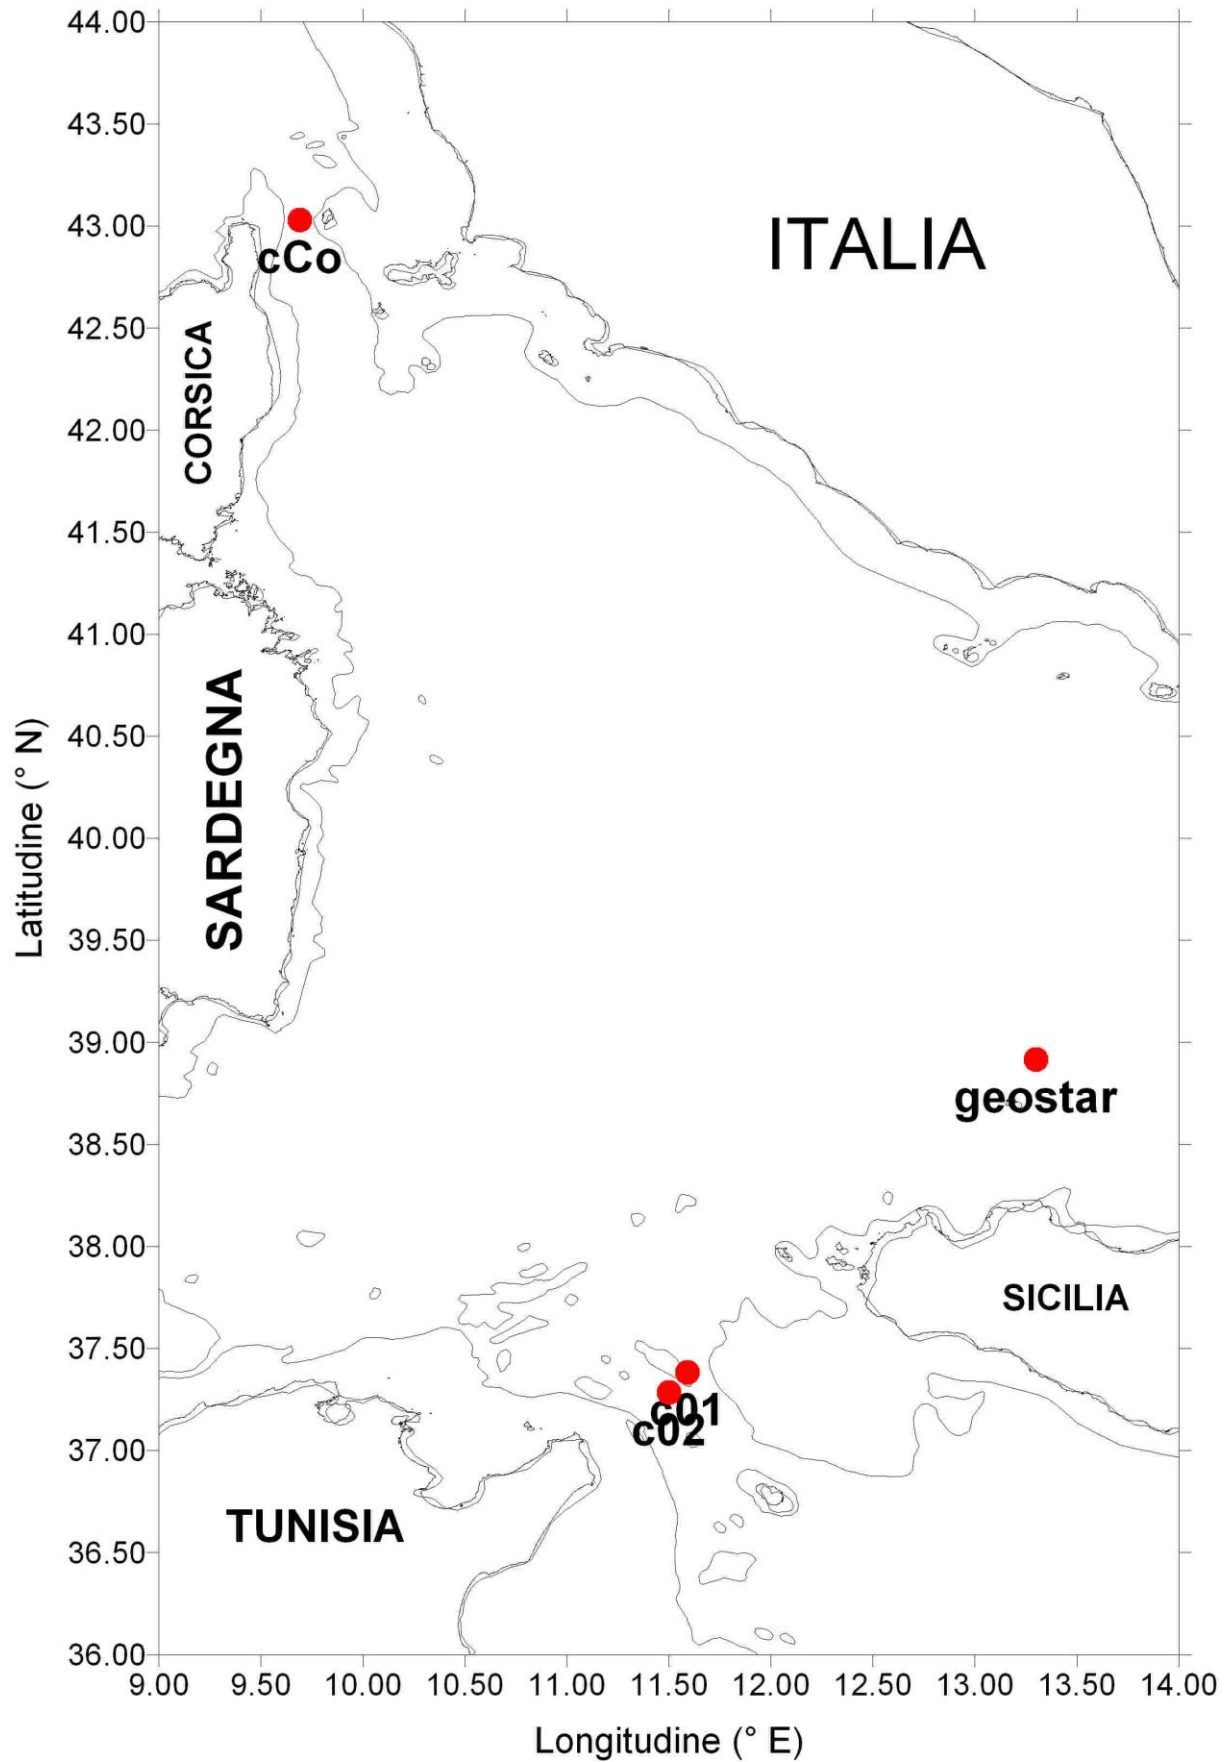 44.00
43.50
43.00
42.50
42.00
41.50
41.00
40.50
40.00
39.50
39.00
38.50
38.00
37.50
37.00
36.50
36.00
Latitudine (° N)
ITALIA
cCo
CORSICA
SARDEGNA
geostar
SICILIA
c01
c02
TUNISIA
9.00 9.50 10.00 10.50 11.00 11.50 12.00 12.50 13.00 13.50 14.00
Longitudine (° E)